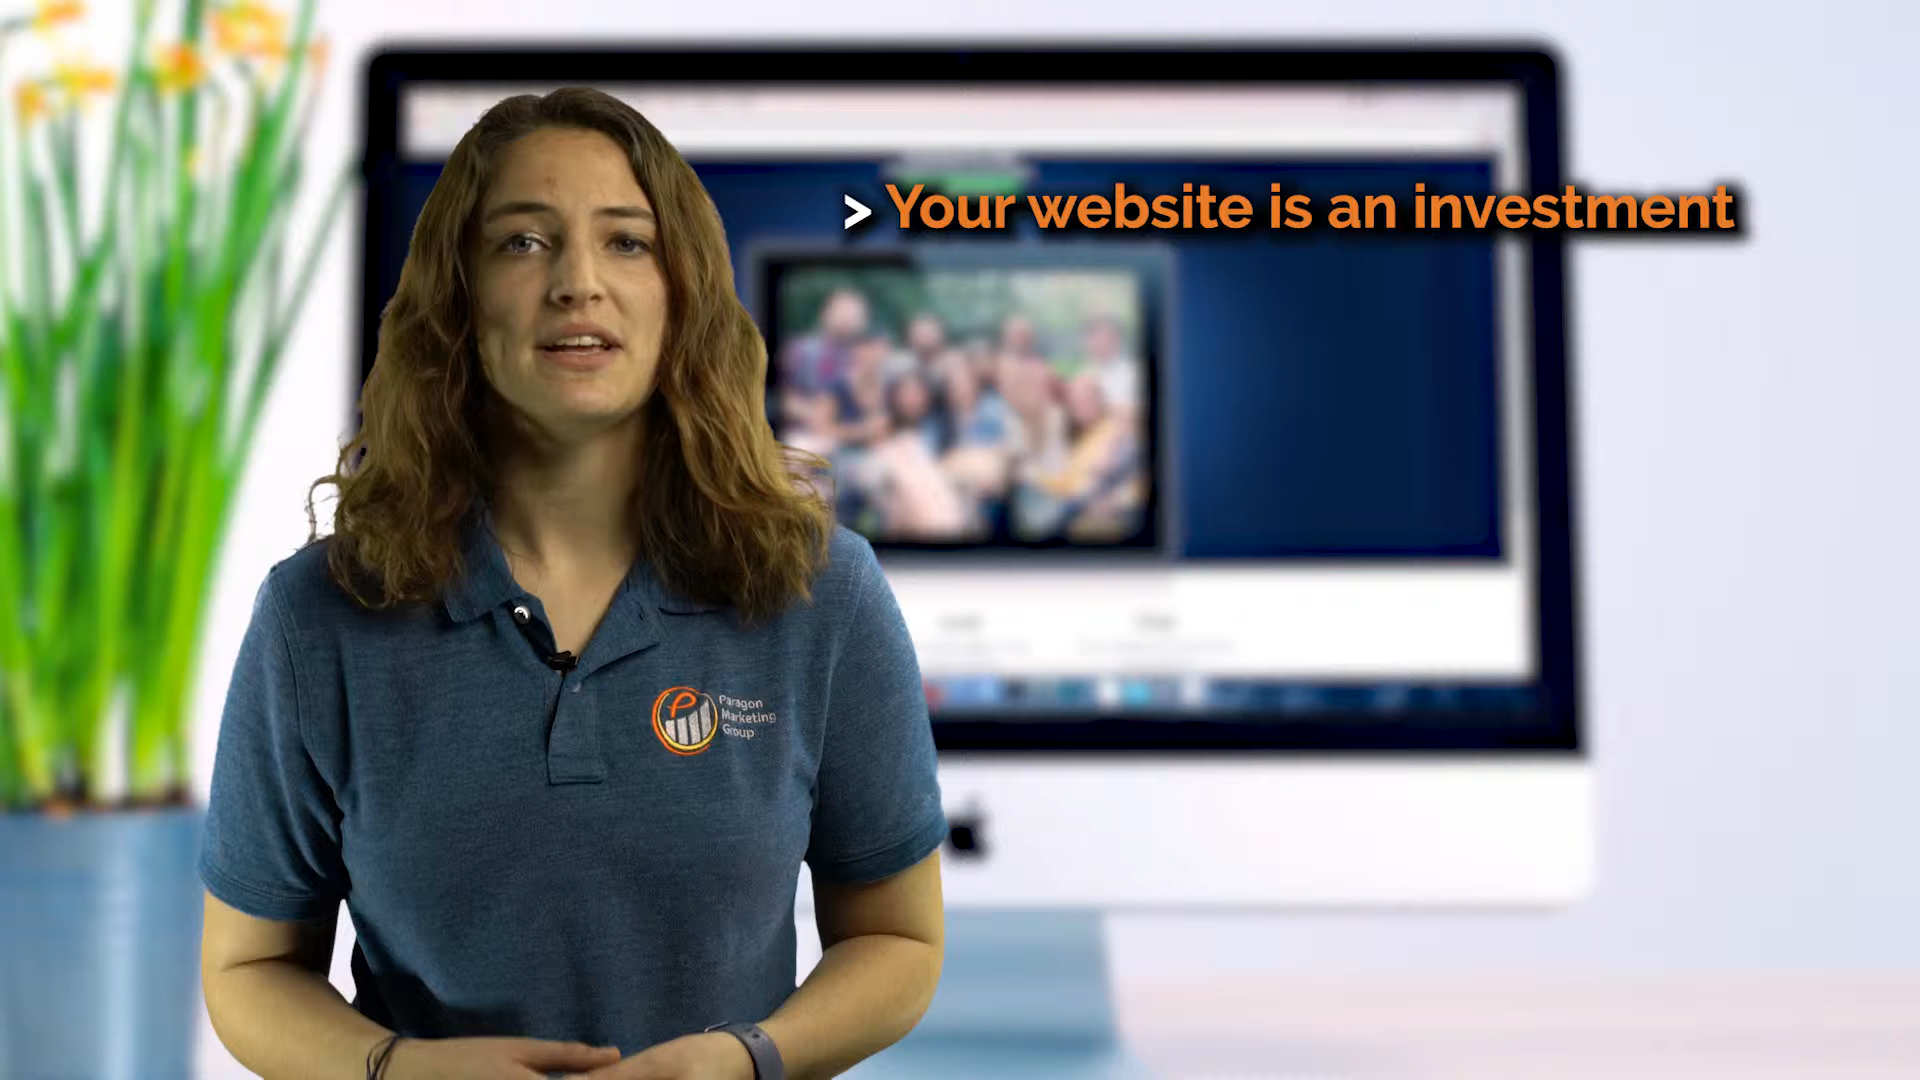 > Your website is an investment
Paragon
Marketing
Group